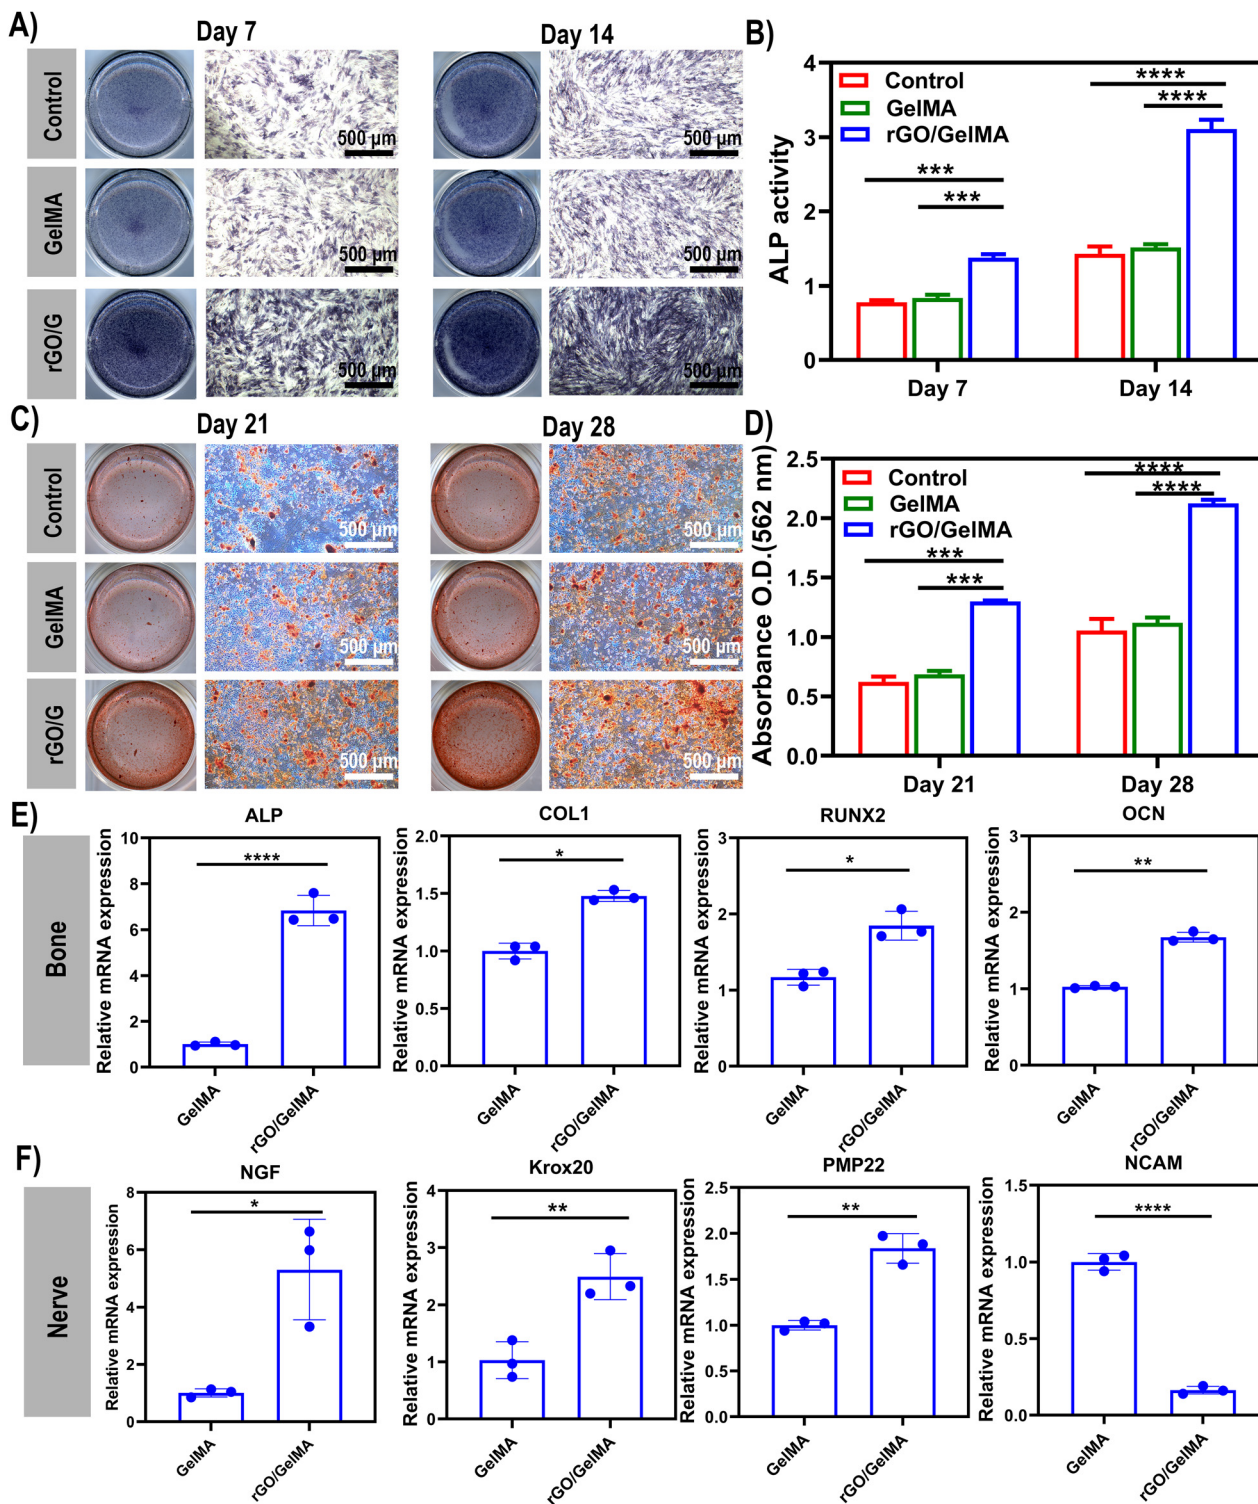 A)
Day 7
Day 14
Control
500 µm
500 µm
GelMA
500 µm
500 µm
rGO/G
500 µm
500 µm
B)
ALP activity
4
3
2
1
0
Control
GelMA
rGO/GelMA
***
***
****
****
Day 7
Day 14
C)
Day 21
Day 28
Control
500 µm
500 µm
GelMA
500 µm
500 µm
rGO/G
500 µm
500 µm
D)
Absorbance O.D.(562 nm)
2.5
2.0
1.5
1.0
0.5
0.0
Control
GelMA
rGO/GelMA
***
***
****
****
Day 21
Day 28
E)
Bone
ALP
Relative mRNA expression
10
8
6
4
2
0
****
GelMA
rGO/GelMA
COL1
Relative mRNA expression
2.0
1.5
1.0
0.5
0.0
*
GelMA
rGO/GelMA
RUNX2
Relative mRNA expression
3
2
1
0
*
GelMA
rGO/GelMA
OCN
Relative mRNA expression
3
2
1
0
**
GelMA
rGO/GelMA
F)
Nerve
NGF
Relative mRNA expression
8
6
4
2
0
*
GelMA
rGO/GelMA
Krox20
Relative mRNA expression
4
3
2
1
0
**
GelMA
rGO/GelMA
PMP22
Relative mRNA expression
2.5
2.0
1.5
1.0
0.5
0.0
**
GelMA
rGO/GelMA
NCAM
Relative mRNA expression
1.5
1.0
0.5
0.0
****
GelMA
rGO/GelMA